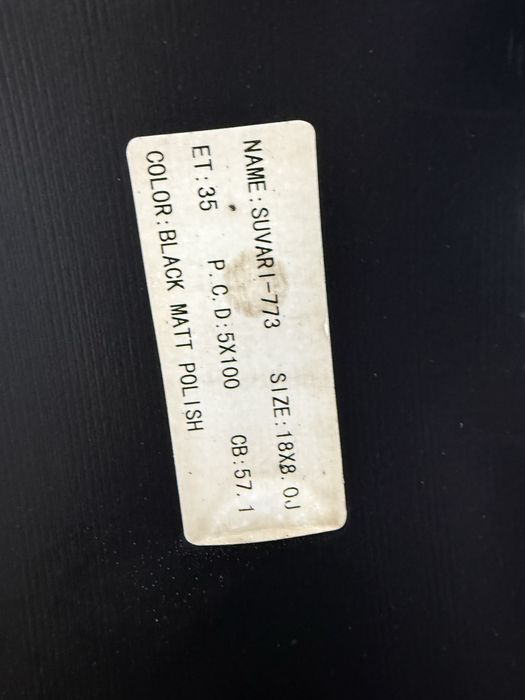 NAME:SUVARI-773 SIZE:18X8.0J
ET:35 P.C.D:5X100 CB:57.1
COLOR:BLACK MATT POLISH